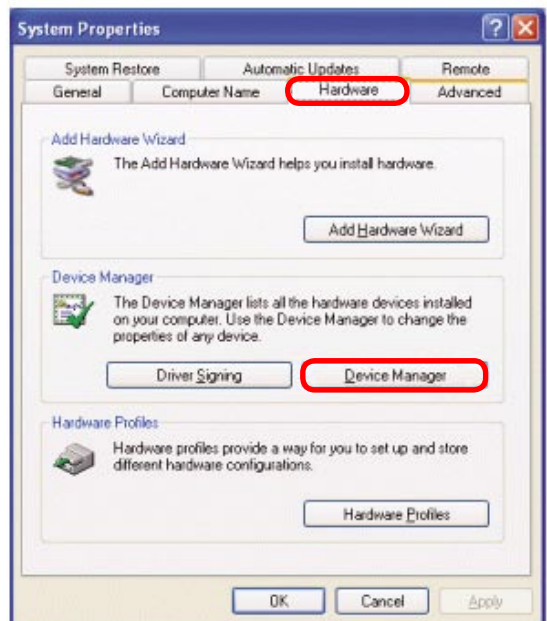 System Properties
System Restore Automatic Updates Remote
General Computer Name Hardware Advanced
Add Hardware Wizard
The Add Hardware Wizard helps you install hardware.
Add Hardware Wizard
Device Manager
The Device Manager lists all the hardware devices installed
on your computer. Use the Device Manager to change the
properties of any device.
Driver Signing Device Manager
Hardware Profiles
Hardware profiles provide a way for you to set up and store
different hardware configurations.
Hardware Profiles
OK Cancel Apply